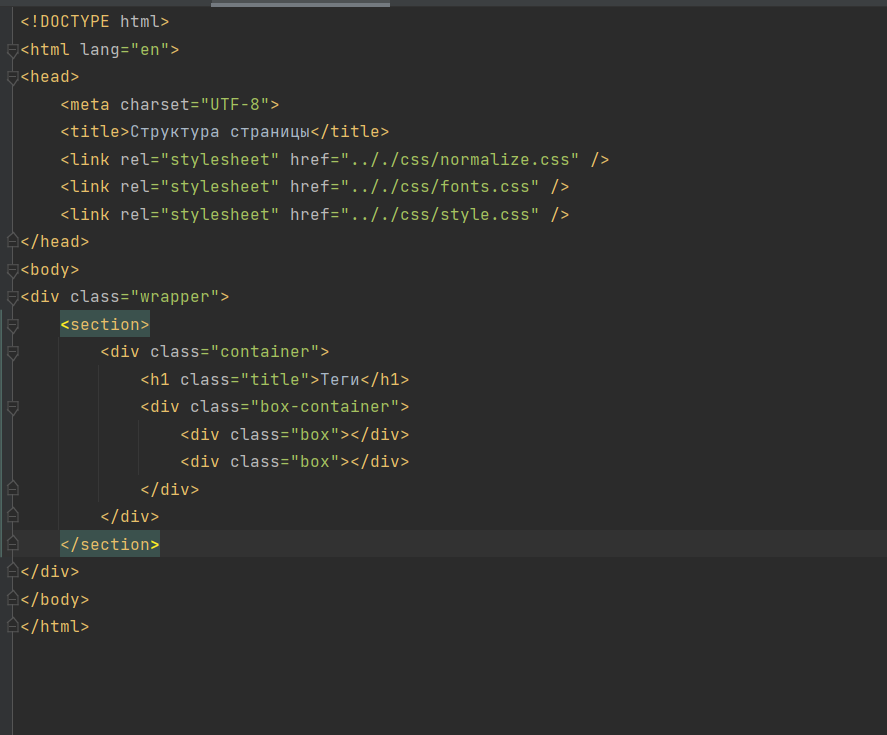 <!DOCTYPE html>
<html lang="en">
<head>
    <meta charset="UTF-8">
    <title>Структура страницы</title>
    <link rel="stylesheet" href=".././css/normalize.css" />
    <link rel="stylesheet" href=".././css/fonts.css" />
    <link rel="stylesheet" href=".././css/style.css" />
</head>
<body>
<div class="wrapper">
    <section>
        <div class="container">
            <h1 class="title">Теги</h1>
            <div class="box-container">
                <div class="box"></div>
                <div class="box"></div>
            </div>
        </div>
    </section>
</div>
</body>
</html>